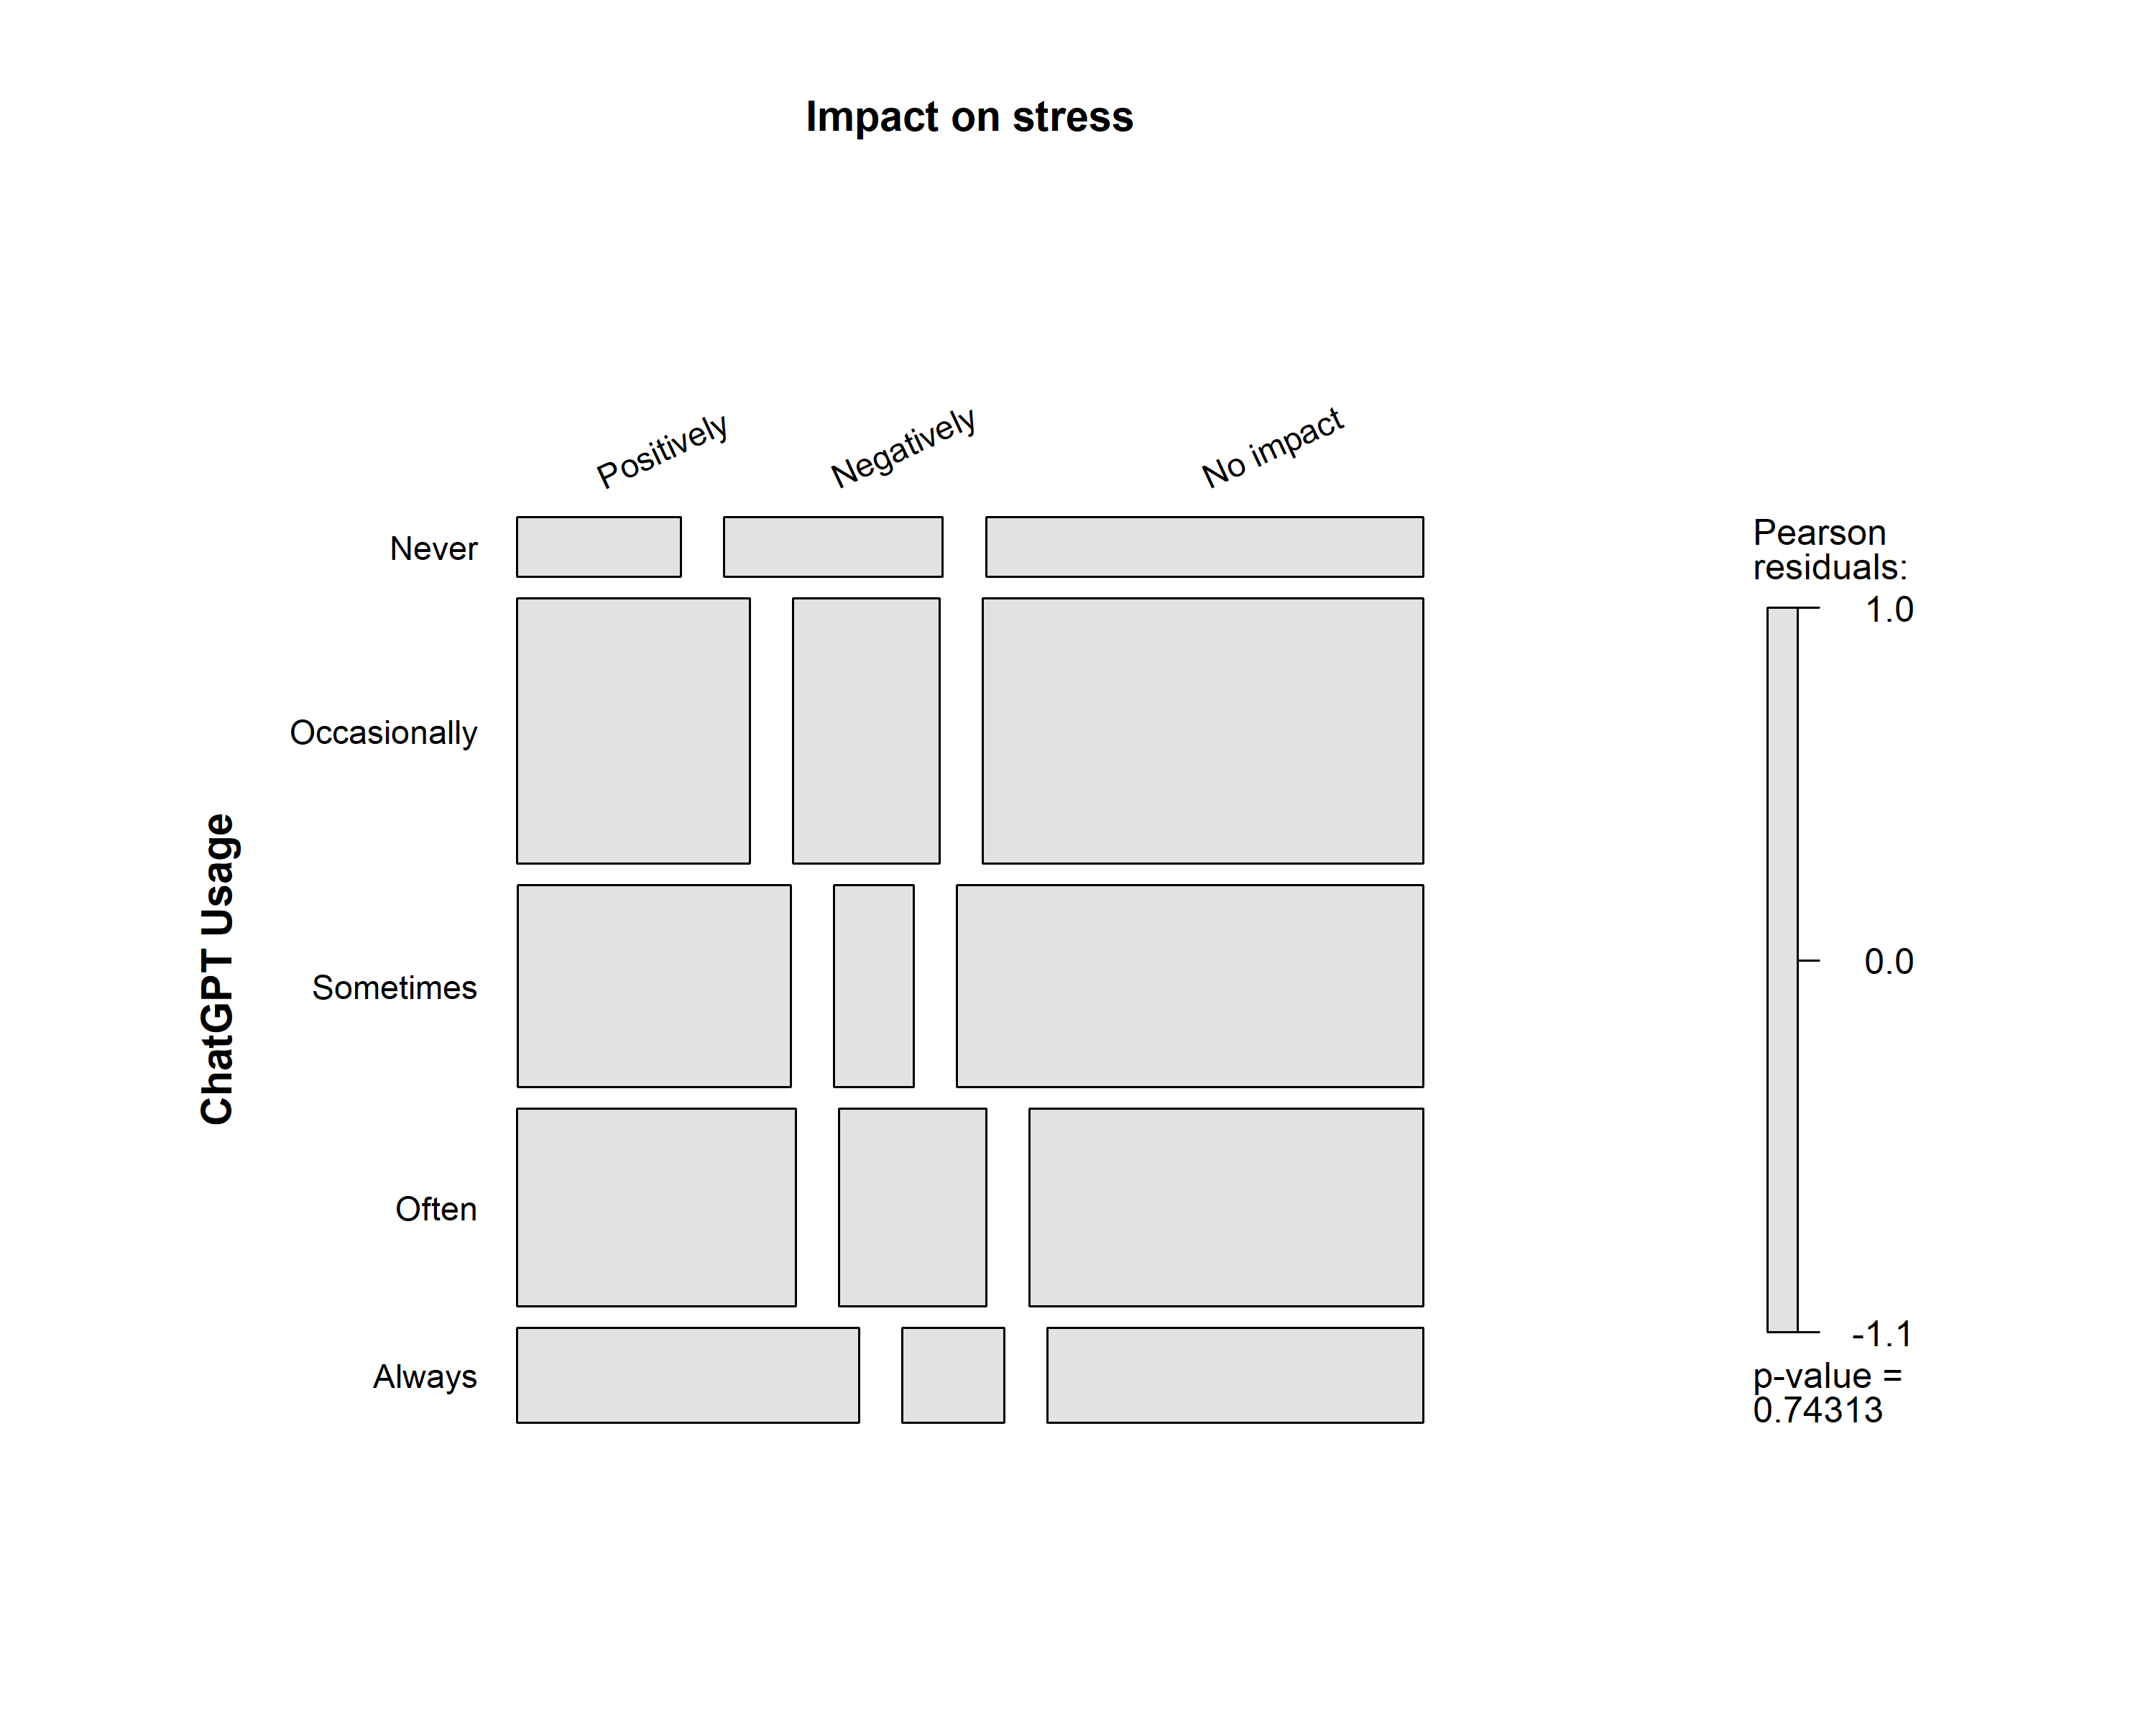 Impact on stress
Positively
Negatively
No impact
ChatGPT Usage
Never
Occasionally
Sometimes
Often
Always
Pearson
residuals:
1.0
0.0
-1.1
p-value =
0.74313